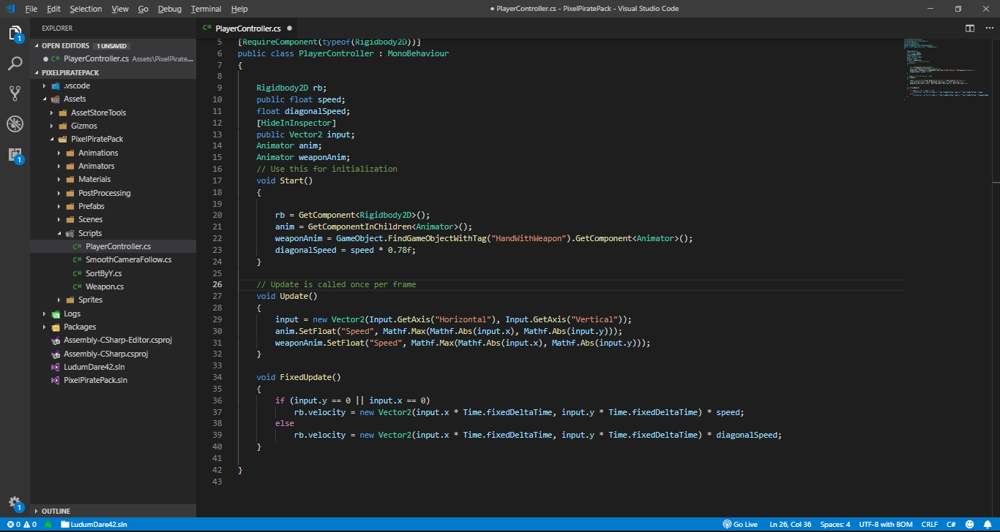 File Edit Selection View Go Debug Terminal Help
● PlayerController.cs - PixelPiratePack - Visual Studio Code
EXPLORER
OPEN EDITORS 1 UNSAVED
● C# PlayerController.cs Assets\PixelPirate...
PIXELPIRATEPACK
.vscode
Assets
AssetStoreTools
Gizmos
PixelPiratePack
Animations
Animators
Materials
PostProcessing
Prefabs
Scenes
Scripts
C# PlayerController.cs
C# SmoothCameraFollow.cs
C# SortByY.cs
C# Weapon.cs
Sprites
Logs
Packages
Assembly-CSharp-Editor.csproj
Assembly-CSharp.csproj
LudumDare42.sln
PixelPiratePack.sln
OUTLINE
1
1
1
C# PlayerController.cs ●
5 [RequireComponent(typeof(Rigidbody2D))]
6 public class PlayerController : MonoBehaviour
7 {
8
9 Rigidbody2D rb;
10 public float speed;
11 float diagonalSpeed;
12 [HideInInspector]
13 public Vector2 input;
14 Animator anim;
15 Animator weaponAnim;
16 // Use this for initialization
17 void Start()
18 {
19
20 rb = GetComponent<Rigidbody2D>();
21 anim = GetComponentInChildren<Animator>();
22 weaponAnim = GameObject.FindGameObjectWithTag("HandWithWeapon").GetComponent<Animator>();
23 diagonalSpeed = speed * 0.78f;
24 }
25
26 // Update is called once per frame
27 void Update()
28 {
29 input = new Vector2(Input.GetAxis("Horizontal"), Input.GetAxis("Vertical"));
30 anim.SetFloat("Speed", Mathf.Max(Mathf.Abs(input.x), Mathf.Abs(input.y)));
31 weaponAnim.SetFloat("Speed", Mathf.Max(Mathf.Abs(input.x), Mathf.Abs(input.y)));
32 }
33
34 void FixedUpdate()
35 {
36 if (input.y == 0 || input.x == 0)
37 rb.velocity = new Vector2(input.x * Time.fixedDeltaTime, input.y * Time.fixedDeltaTime) * speed;
38 else
39 rb.velocity = new Vector2(input.x * Time.fixedDeltaTime, input.y * Time.fixedDeltaTime) * diagonalSpeed;
40 }
41
42 }
43
0 0 LudumDare42.sln
Go Live Ln 26, Col 36 Spaces: 4 UTF-8 with BOM CRLF C#